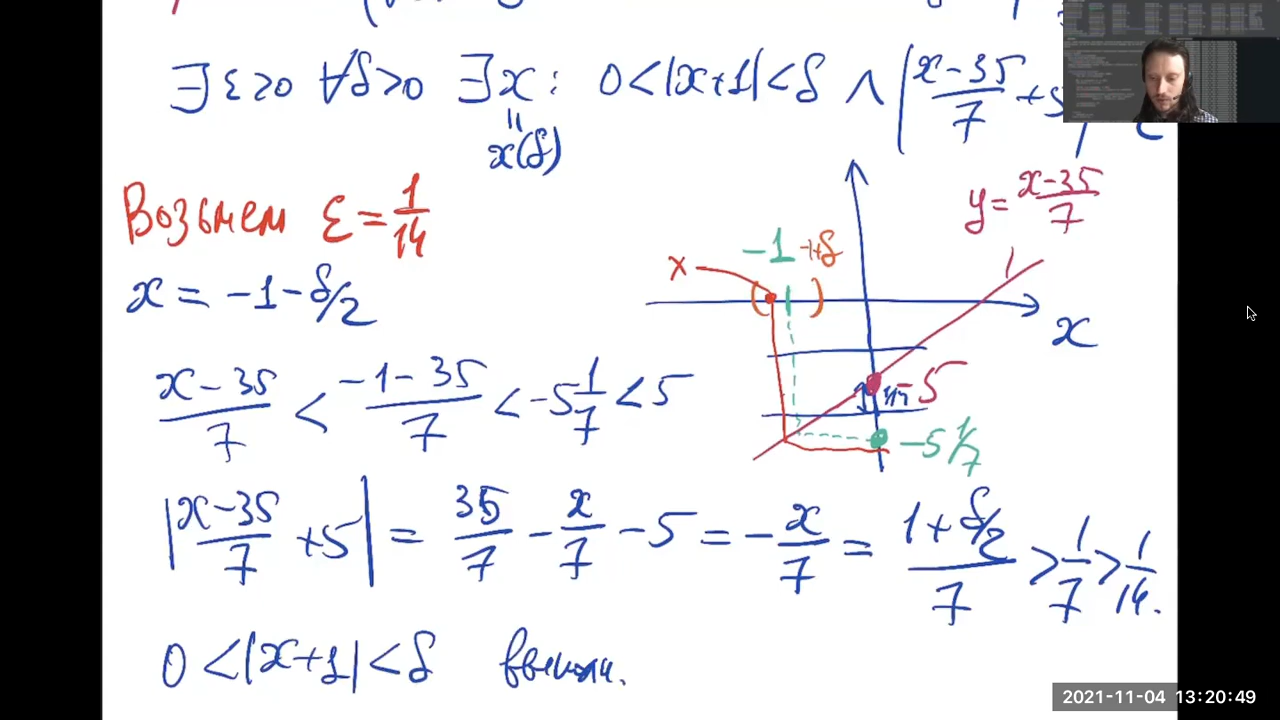 ∃ε>0 ∀δ>0 ∃x: 0<|x+1|<δ ∧ |(x-35)/7 +5
x(δ)
Возьмем ε = 1/14
y = (x-35)/7
-1 -1+δ
x
x = -1-δ/2
x
(x-35)/7 < (-1-35)/7 < -5 1/7 < 5
-5
-5 1/7
|(x-35)/7 +5| = 35/7 - x/7 - 5 = -x/7 = (1+δ/2)/7 > 1/7 > 1/14.
0 <|x+1|< δ
2021-11-04 13:20:49